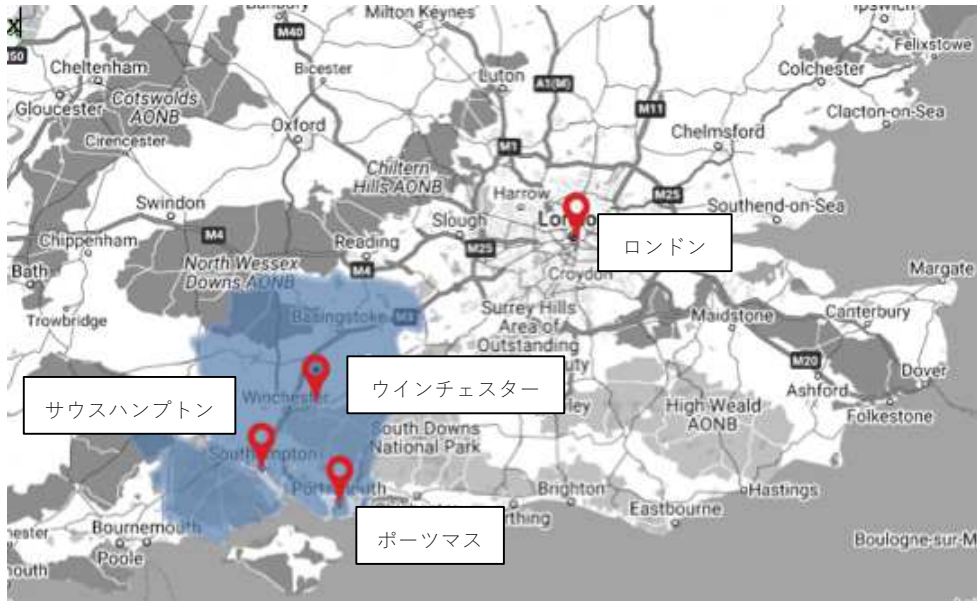 Milton Keynes
Ipswich
M40
Felixstowe
Cheltenham
Bicester
Luton
A1(M)
Colchester
Gloucester
Cotswolds
AONB
M11
Clacton-on-Sea
Oxford
Chelmsford
Cirencester
M1
Chiltern
Hills AONB
Harrow
M25
Swindon
Slough
Southend-on-Sea
M4
Reading
M25
ロンドン
Chippenham
North Wessex
Downs AONB
M4
Croydon
Margate
Bath
Surrey Hills
Area of
Outstanding
Basingstoke
M3
Maidstone
Canterbury
Trowbridge
M20
Dover
ウインチェスター
Ashford
サウスハンプトン
Winchester
High Weald
AONB
Folkestone
South Downs
National Park
Southampton
Portsmouth
Brighton
Hastings
Eastbourne
Bournemouth
ポーツマス
Poole
Boulogne-sur-M